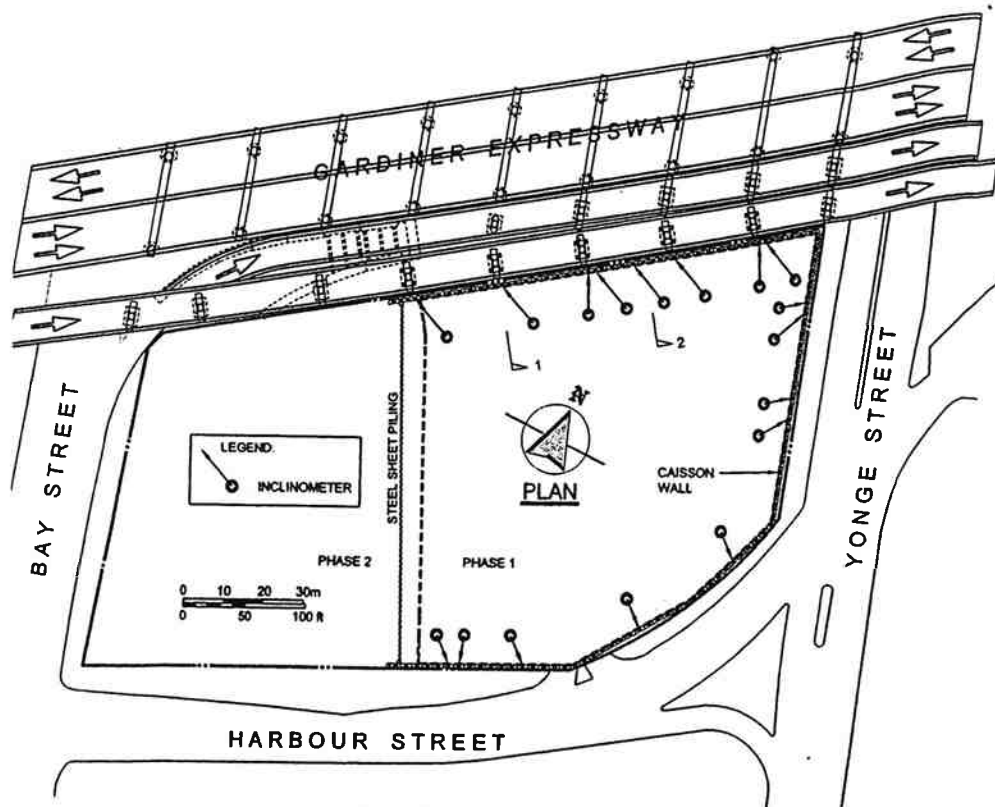 GARDINER EXPRESSWAY
1
2
N
PLAN
LEGEND.
INCLINOMETER
STEEL SHEET PILING
CAISSON
WALL
BAY STREET
YONGE STREET
PHASE 2
PHASE 1
0 10 20 30m
0 50 100 ft
HARBOUR STREET